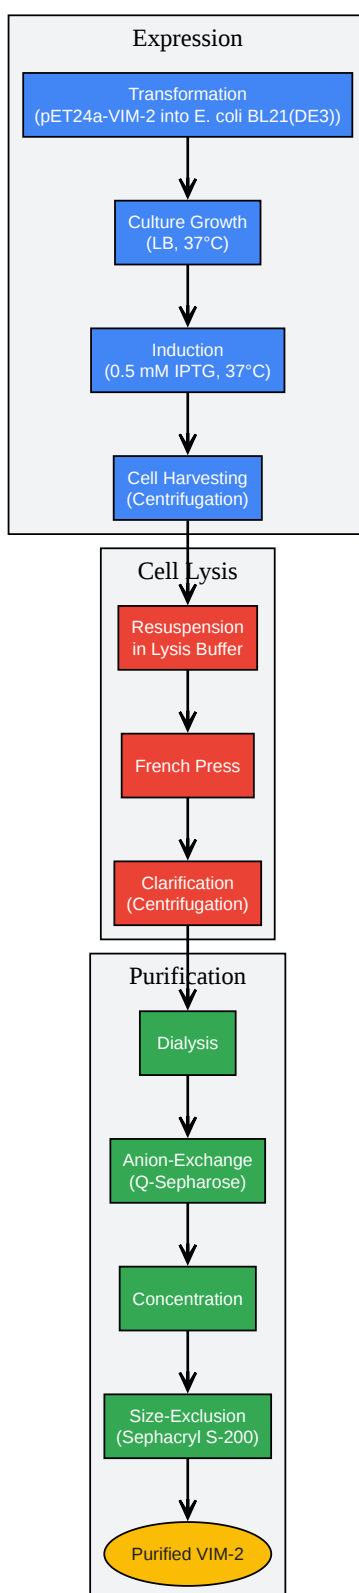 Expression
Transformation
(pET24a-VIM-2 into E. coli BL21(DE3))
Culture Growth
(LB, 37°C)
Induction
(0.5 mM IPTG, 37°C)
Cell Harvesting
(Centrifugation)
Cell Lysis
Resuspension
in Lysis Buffer
French Press
Clarification
(Centrifugation)
Purification
Dialysis
Anion-Exchange
(Q-Sepharose)
Concentration
Size-Exclusion
(Sephacryl S-200)
Purified VIM-2